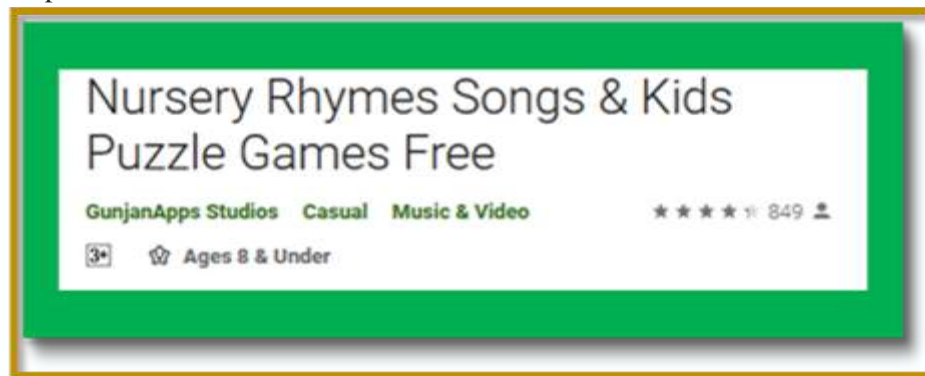 Nursery Rhymes Songs & Kids
Puzzle Games Free
GunjanApps Studios Casual Music & Video 849
3+ Ages 8 & Under